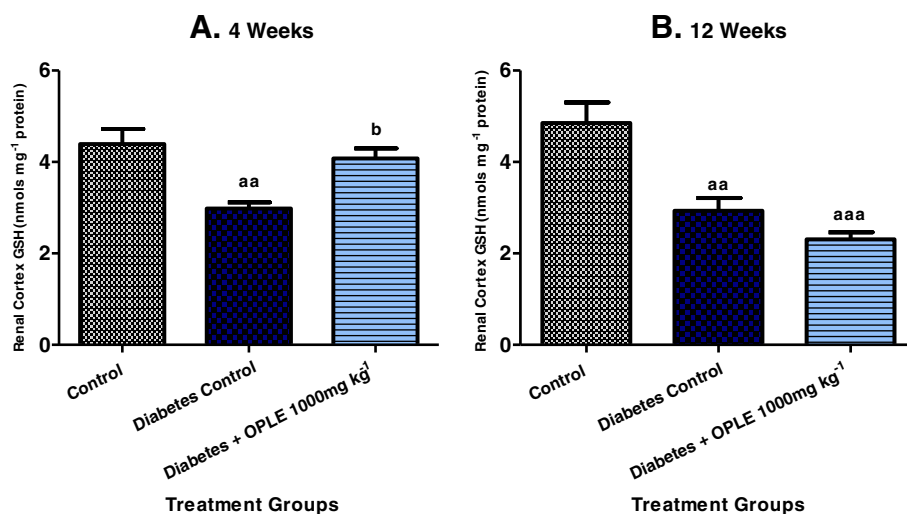 A. 4 Weeks
Renal Cortex GSH (nmols mg⁻¹ protein)
6
4
2
0
aa
b
Control
Diabetes Control
Diabetes + OPLE 1000mg kg⁻¹
Treatment Groups
B. 12 Weeks
Renal Cortex GSH (nmols mg⁻¹ protein)
6
4
2
0
aa
aaa
Control
Diabetes Control
Diabetes + OPLE 1000mg kg⁻¹
Treatment Groups